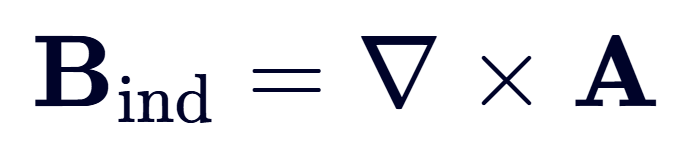 𝐁_ind = ∇ × 𝐀